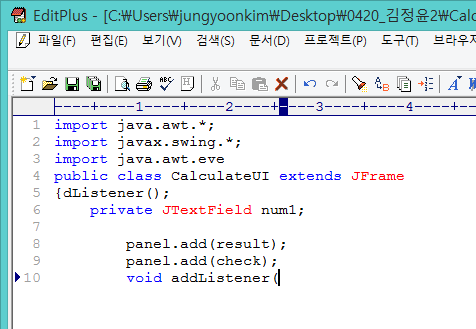 EditPlus - [C:₩Users₩jungyoonkim₩Desktop₩0420_김정윤2₩Calc
파일(F) 편집(E) 보기(V) 검색(S) 문서(D) 프로젝트(P) 도구(T) 브라우저
----+----1----+----2----+----3----+----4----+--
1 import java.awt.*;
2 import javax.swing.*;
3 import java.awt.eve
4 public class CalculateUI extends JFrame
5 {dListener();
6 private JTextField num1;
7
8 panel.add(result);
9 panel.add(check);
10 void addListener(